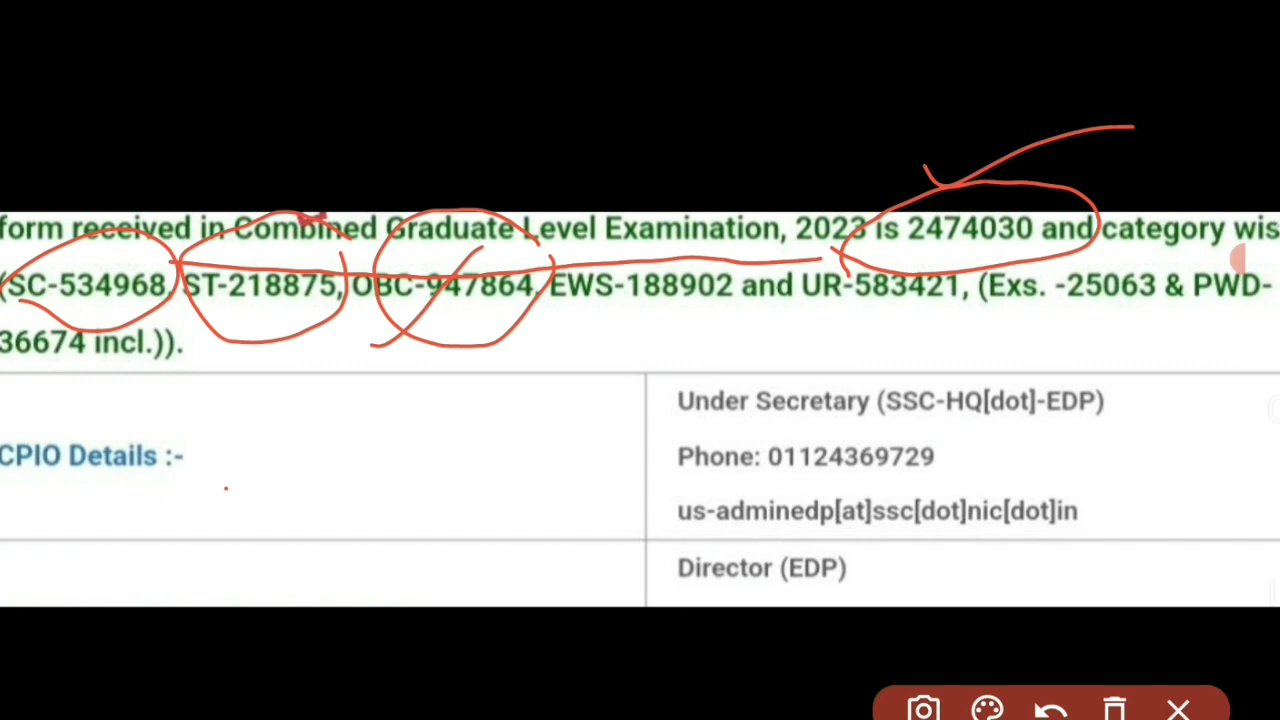 form received in Combined Graduate Level Examination, 2023 is 2474030 and category wis
(SC-534968, ST-218875, OBC-947864, EWS-188902 and UR-583421, (Exs. -25063 & PWD-
36674 incl.)).
Under Secretary (SSC-HQ[dot]-EDP)
CPIO Details :-
Phone: 01124369729
us-adminedp[at]ssc[dot]nic[dot]in
Director (EDP)